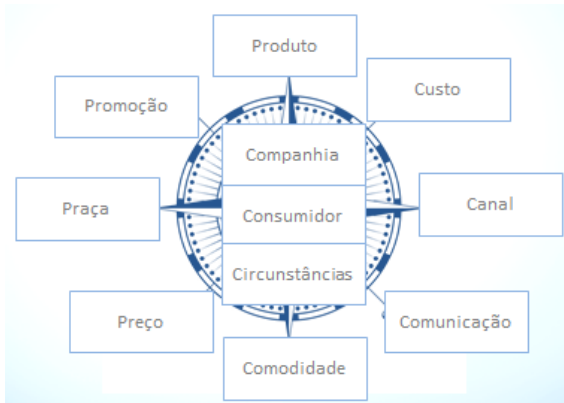 Produto
Custo
Promoção
Companhia
Praça
Consumidor
Canal
Circunstâncias
Preço
Comunicação
Comodidade